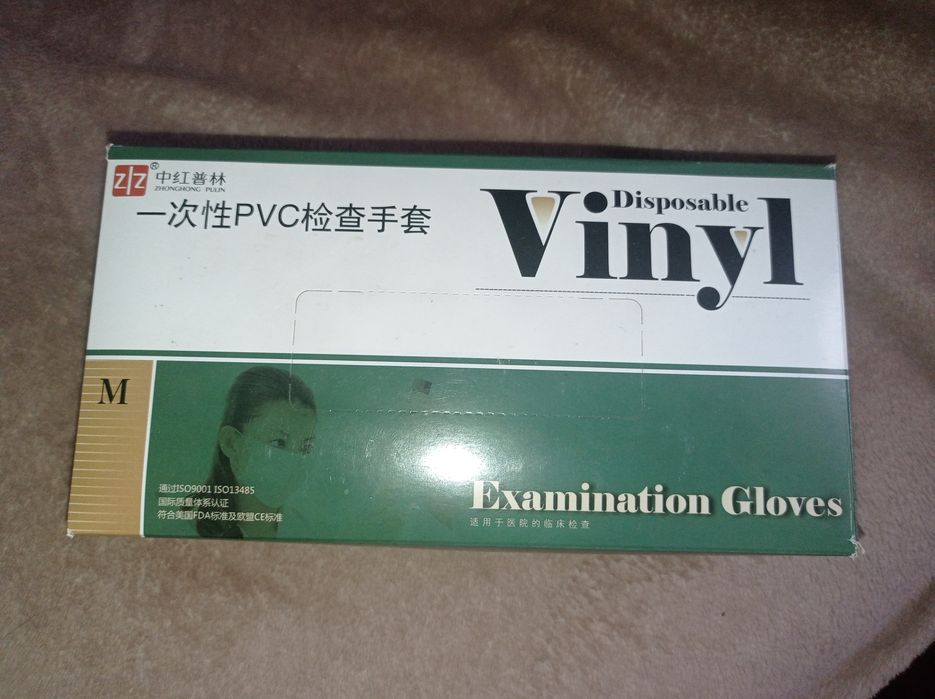 Z Z ® 中红普林
ZHONGHONG PULIN
一次性PVC检查手套
Disposable
Vinyl
M
通过ISO9001 ISO13485
国际质量体系认证
符合美国FDA标准及欧盟CE标准
Examination Gloves
适用于医院的临床检查